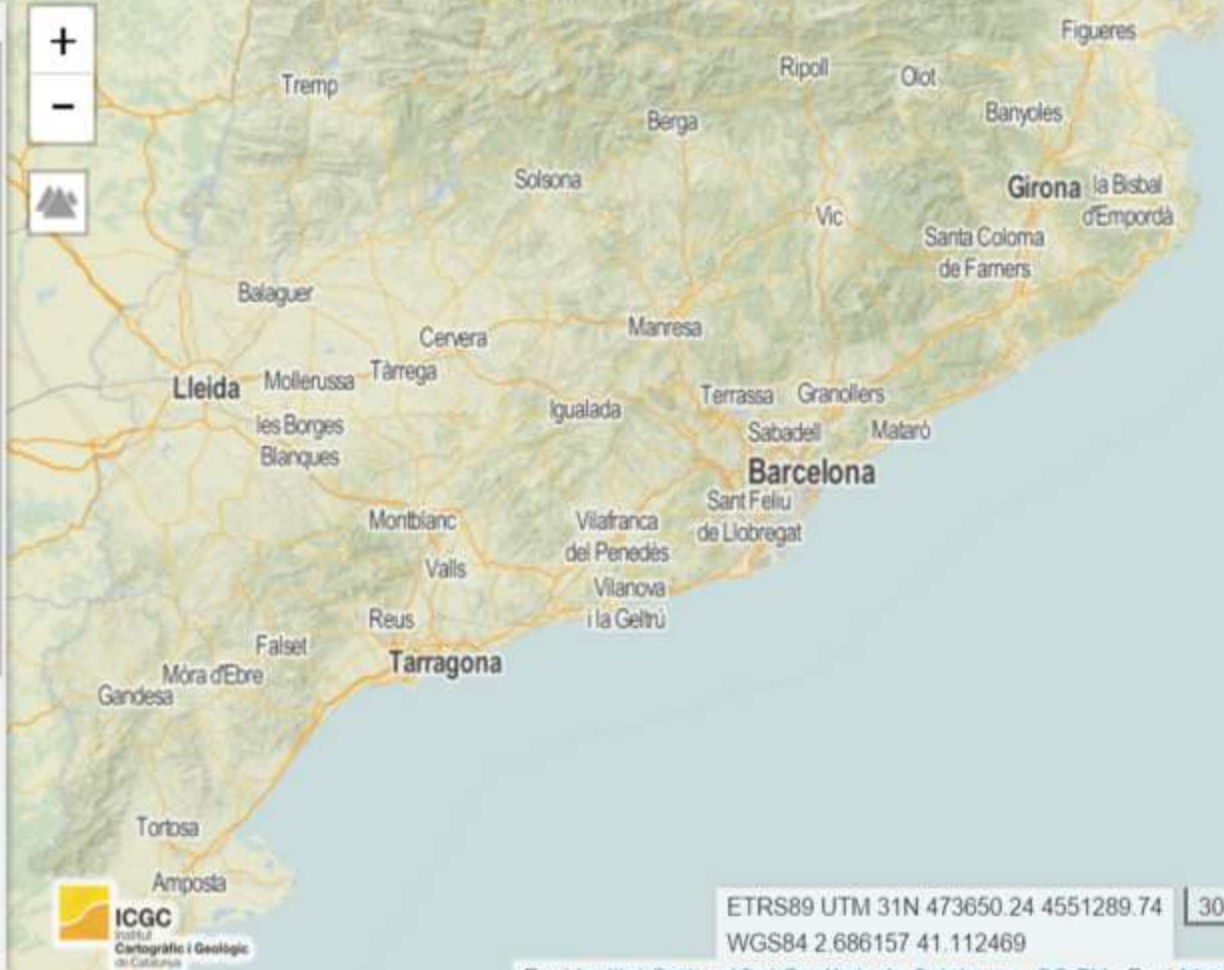 +
−
Figueres
Ripoll
Olot
Tremp
Banyoles
Berga
Solsona
Girona
la Bisbal
d'Empordà
Vic
Santa Coloma
de Farners
Balaguer
Manresa
Cervera
Tàrrega
Mollerussa
Lleida
Terrassa
Granollers
Igualada
les Borges
Blanques
Sabadell
Mataró
Barcelona
Sant Feliu
de Llobregat
Montblanc
Vilafranca
del Penedès
Valls
Vilanova
i la Geltrú
Reus
Falset
Tarragona
Móra d'Ebre
Gandesa
Tortosa
Amposta
ICGC
Institut
Cartogràfic i Geològic
de Catalunya
ETRS89 UTM 31N 473650.24 4551289.74
30
WGS84 2.686157 41.112469